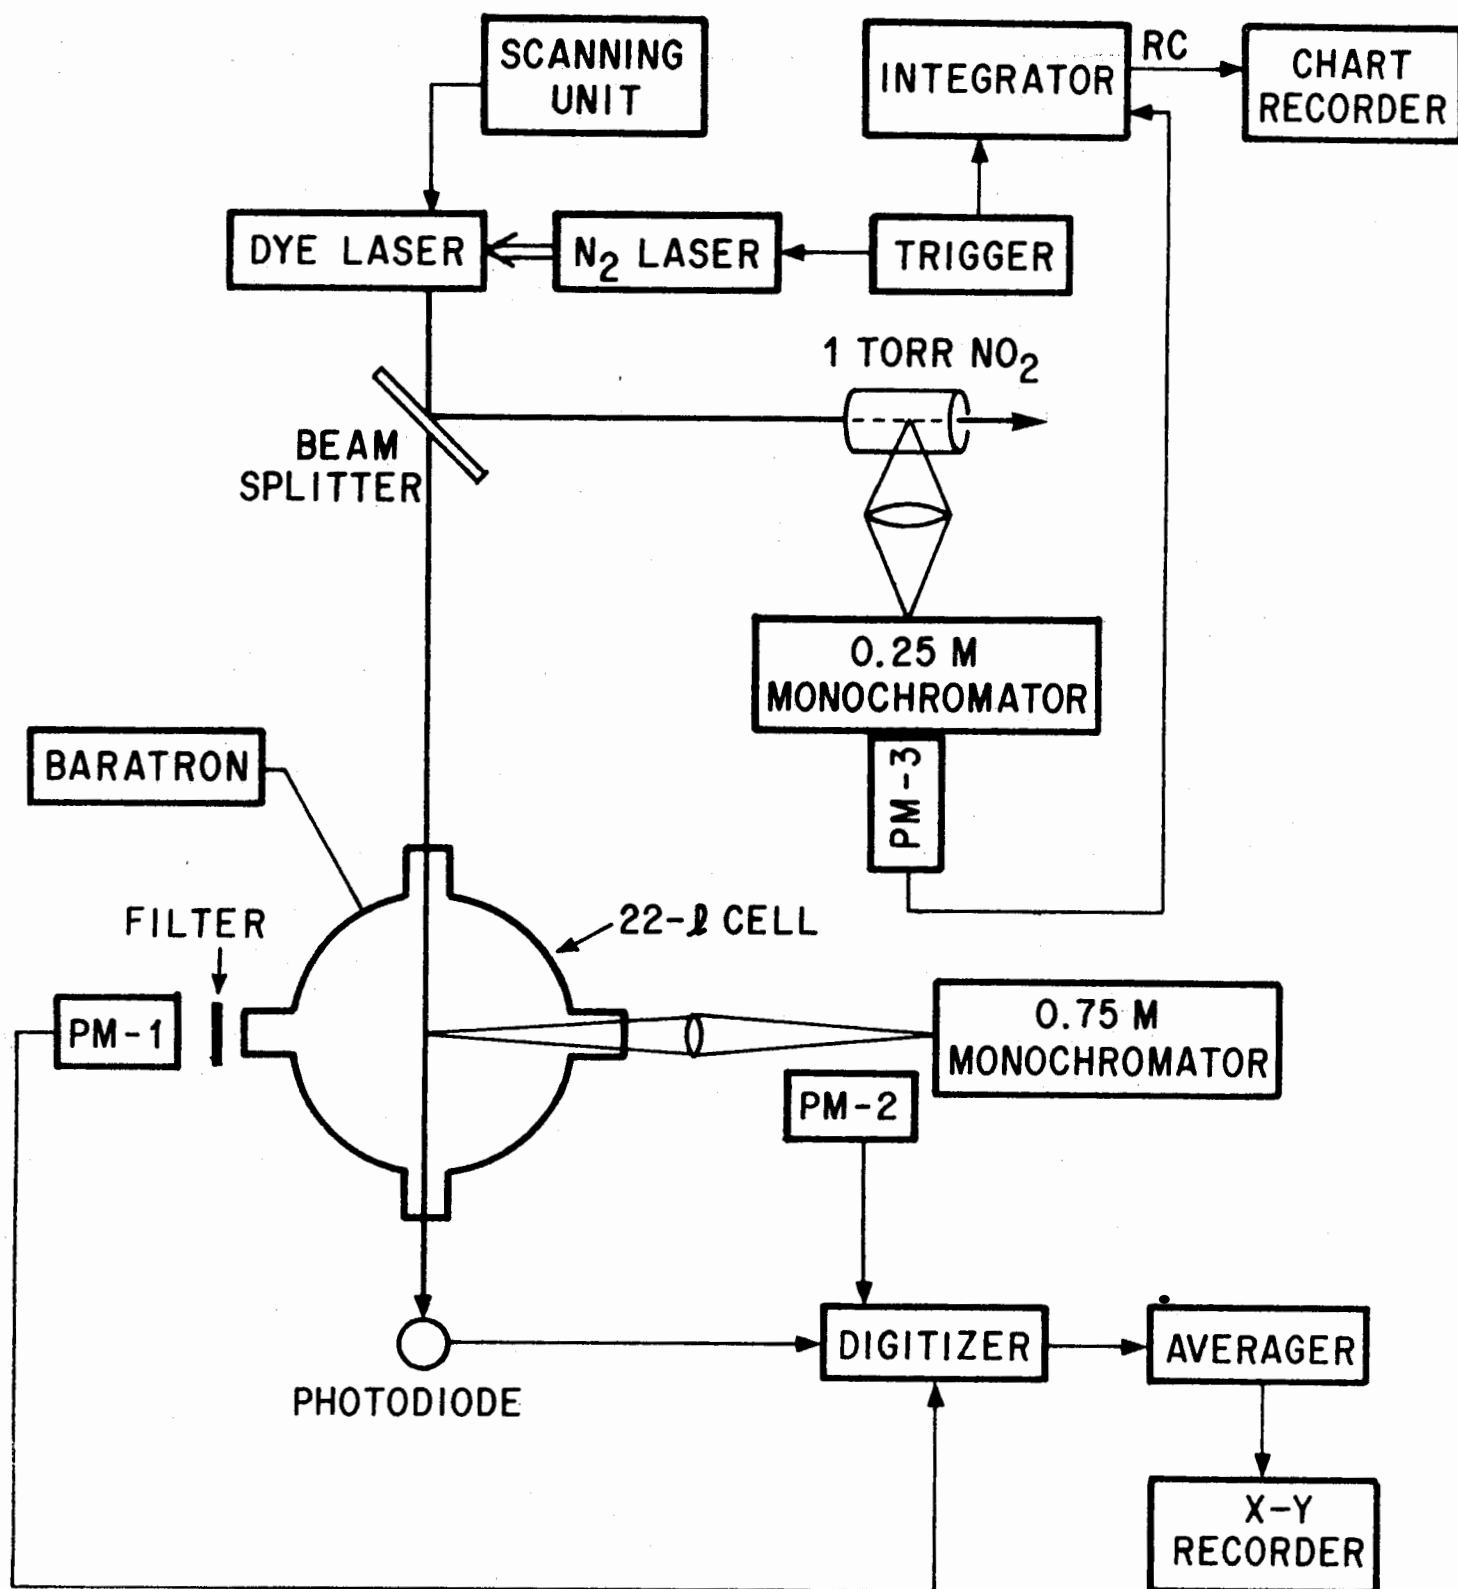 SCANNING
UNIT
INTEGRATOR
RC
CHART
RECORDER
DYE LASER
N2 LASER
TRIGGER
1 TORR NO2
BEAM
SPLITTER
0.25 M
MONOCHROMATOR
PM-3
BARATRON
FILTER
22-ℓ CELL
PM-1
0.75 M
MONOCHROMATOR
PM-2
DIGITIZER
AVERAGER
PHOTODIODE
X-Y
RECORDER